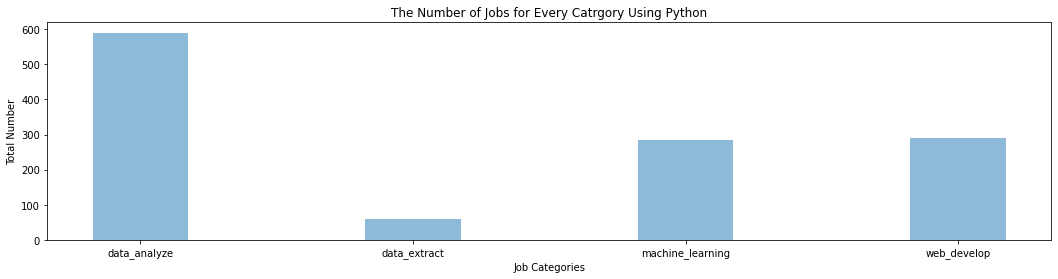 The Number of Jobs for Every Catrgory Using Python
Total Number
600
500
400
300
200
100
0
data_analyze
data_extract
machine_learning
web_develop
Job Categories